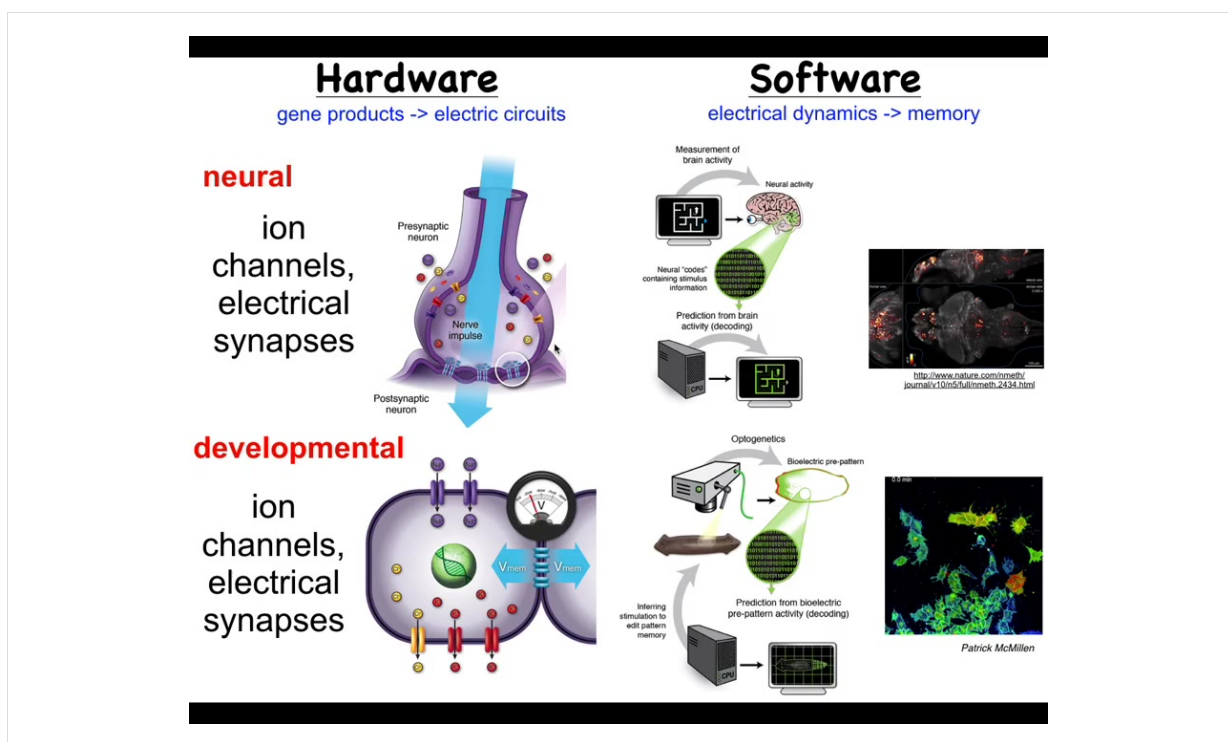 Hardware
gene products -> electric circuits
Software
electrical dynamics -> memory
neural
ion
channels,
electrical
synapses
Presynaptic
neuron
Nerve
impulse
Postsynaptic
neuron
Measurement of
brain activity
Neural activity
Neural "codes"
containing stimulus
information
Prediction from brain
activity (decoding)
CPU
http://www.nature.com/nmeth/
journal/v10/n5/full/nmeth.2434.html
developmental
ion
channels,
electrical
synapses
V
Vmem
Vmem
Optogenetics
Bioelectric pre-pattern
Inferring
stimulation to
edit pattern
memory
Prediction from bioelectric
pre-pattern activity (decoding)
CPU
0.0 min
Patrick McMillen